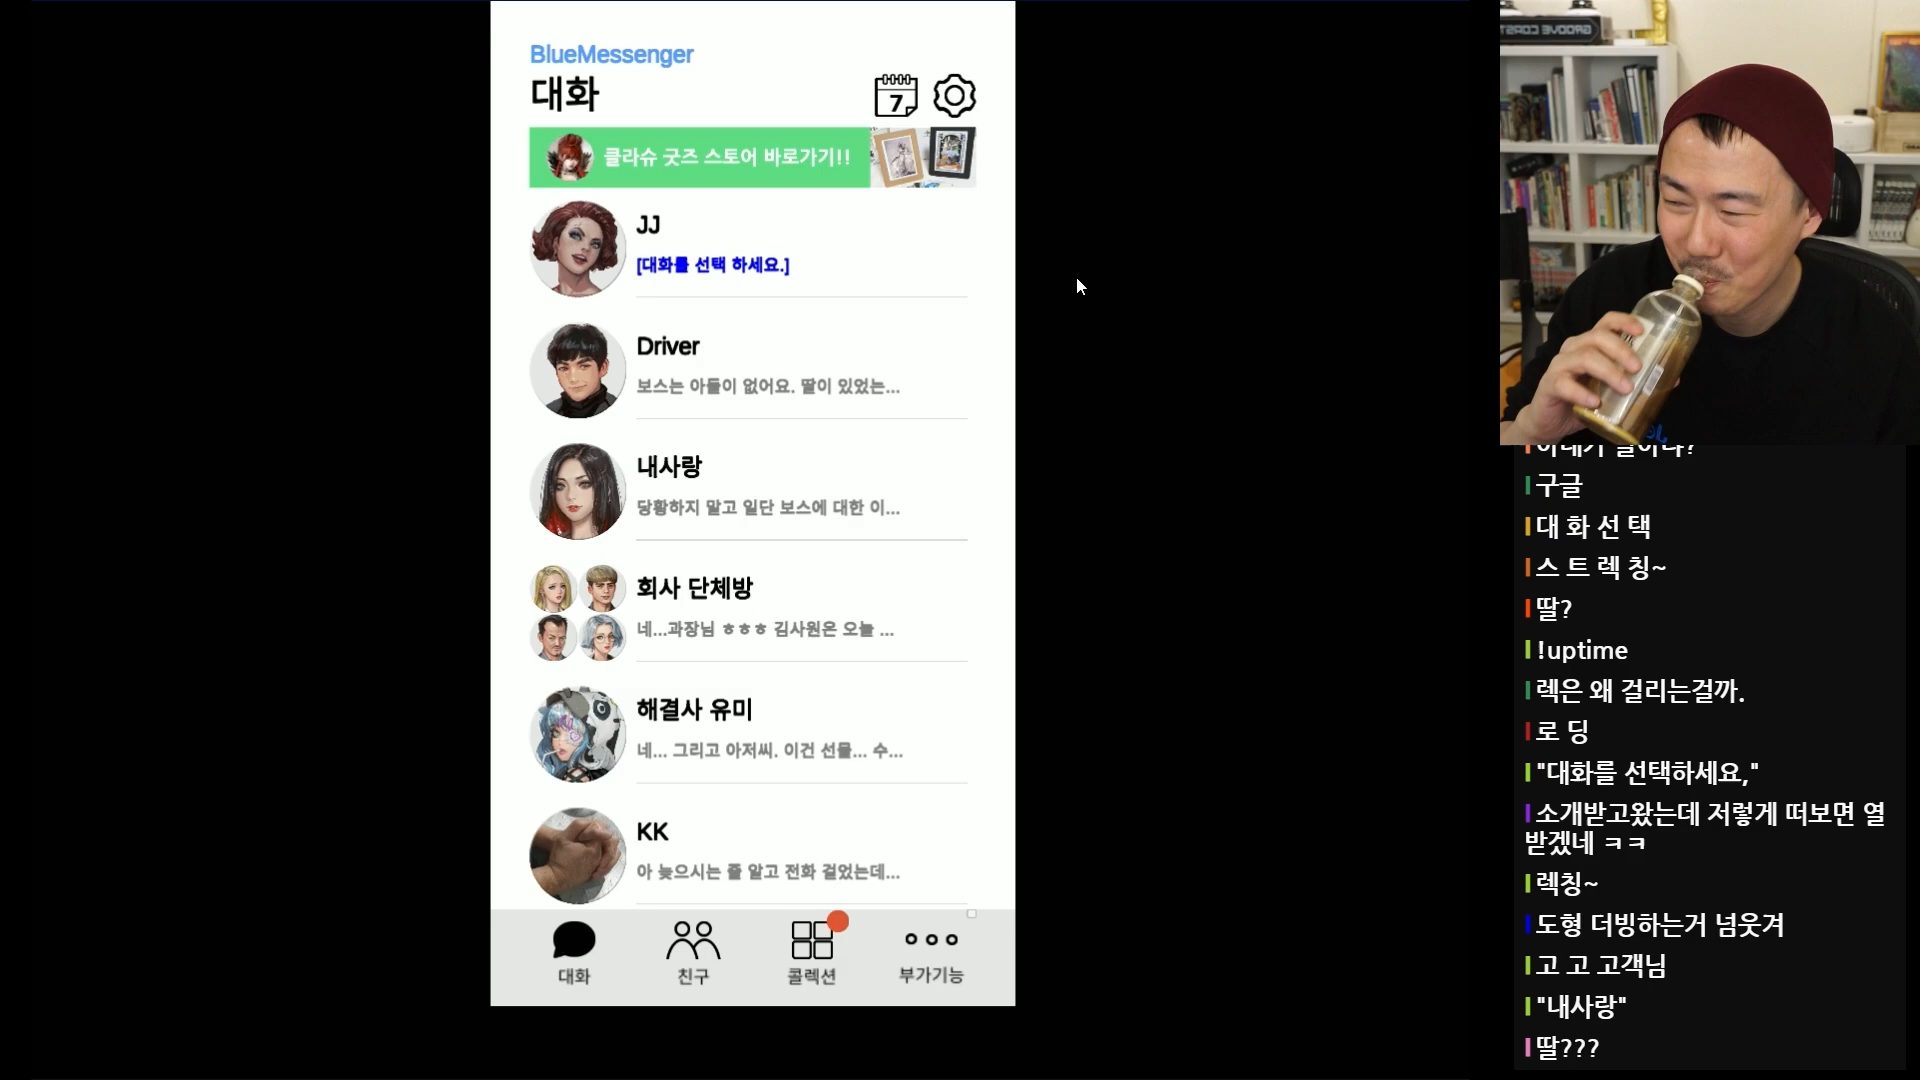 BlueMessenger
대화
7
클라슈 굿즈 스토어 바로가기!!
JJ
[대화를 선택 하세요.]
Driver
보스는 아들이 없어요. 딸이 있었는...
내사랑
당황하지 말고 일단 보스에 대한 이...
회사 단체방
네...과장님 ㅎㅎㅎ 김사원은 오늘 ...
해결사 유미
네... 그리고 아저씨. 이건 선물... 수...
KK
아 늦으시는 줄 알고 전화 걸었는데...
대화
친구
콜렉션
부가기능
구글
대 화 선 택
스 트 렉 칭~
딸?
!uptime
렉은 왜 걸리는걸까.
로 딩
"대화를 선택하세요,"
소개받고왔는데 저렇게 떠보면 열
받겠네 ㅋㅋ
렉칭~
도형 더빙하는거 넘웃겨
고 고 고객님
"내사랑"
딸???